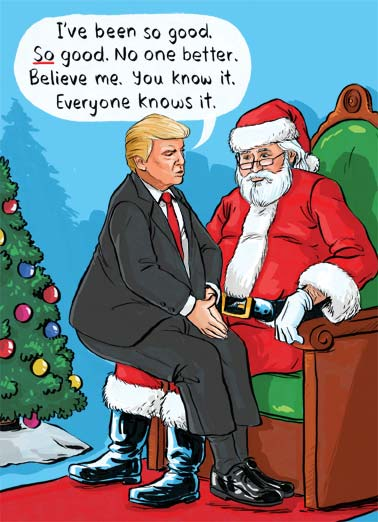 I've been so good.
So good. No one better.
Believe me. You know it.
Everyone knows it.